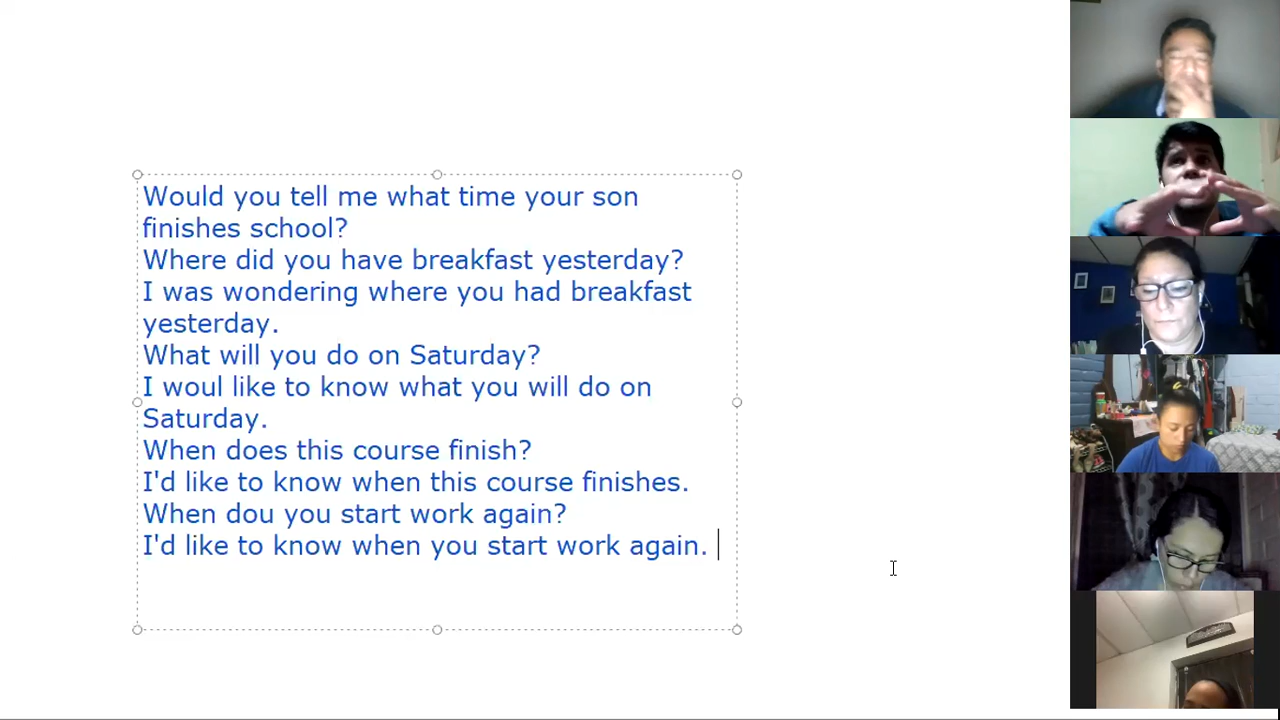 Would you tell me what time your son
finishes school?
Where did you have breakfast yesterday?
I was wondering where you had breakfast
yesterday.
What will you do on Saturday?
I woul like to know what you will do on
Saturday.
When does this course finish?
I'd like to know when this course finishes.
When dou you start work again?
I'd like to know when you start work again.